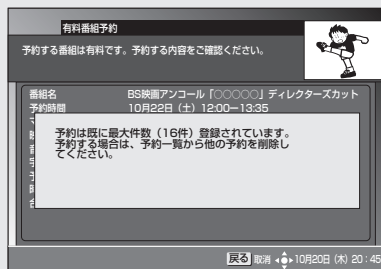 有料番組予約
予約する番組は有料です。予約する内容をご確認ください。
番組名 BS映画アンコール「○○○○○」ディレクターズカット
予約時間 10月22日（土）12:00ー13:35
予約は既に最大件数（16件）登録されています。
予約する場合は、予約一覧から他の予約を削除し
てください。
戻る 取消 10月20日（木）20：45